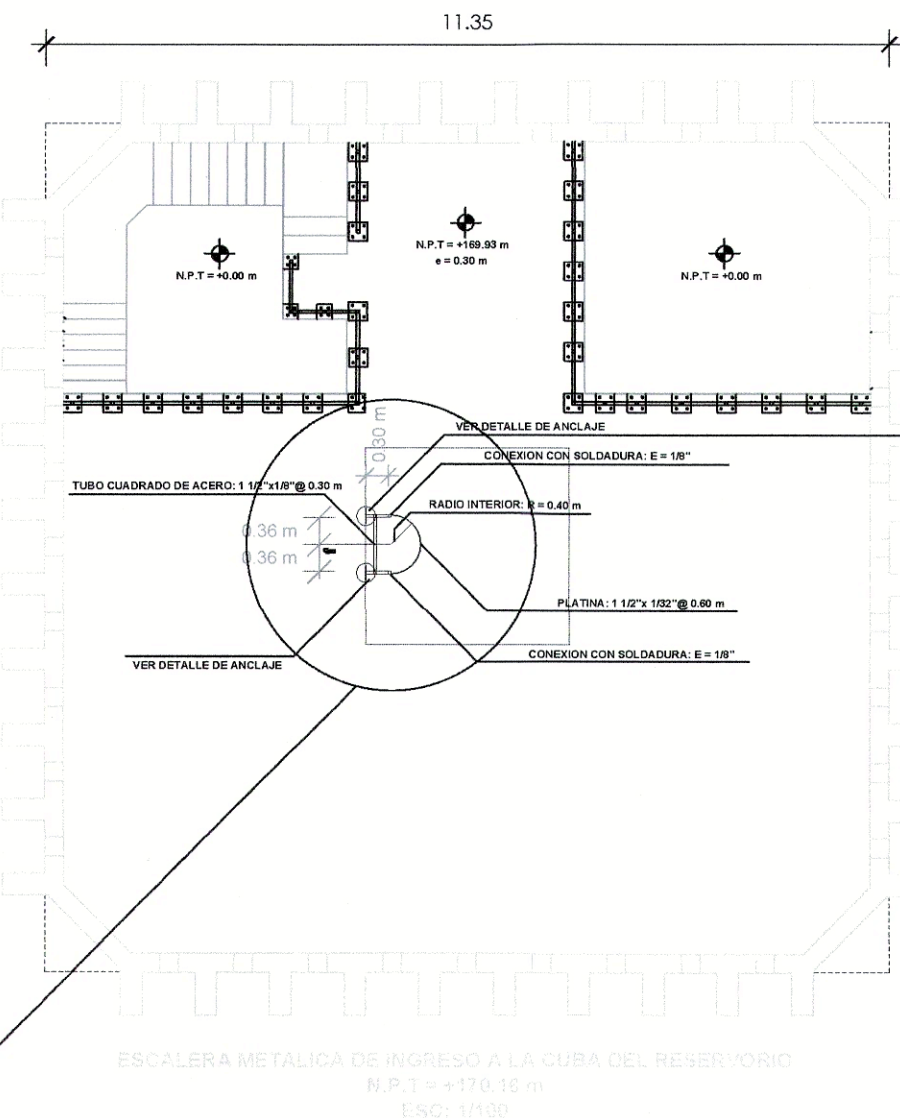 11.35
N.P.T = +169.93 m
e = 0.30 m
N.P.T = +0.00 m
N.P.T = +0.00 m
0.30 m
VER DETALLE DE ANCLAJE
CONEXION CON SOLDADURA: E = 1/8"
TUBO CUADRADO DE ACERO: 1 1/2"x1/8"@ 0.30 m
RADIO INTERIOR: R = 0.40 m
0.36 m
0.36 m
PLATINA: 1 1/2"x 1/32"@ 0.60 m
CONEXION CON SOLDADURA: E = 1/8"
VER DETALLE DE ANCLAJE
ESCALERA METALICA DE INGRESO A LA CUBA DEL RESERVORIO
N.P.T = +170.16 m
ESC: 1/100